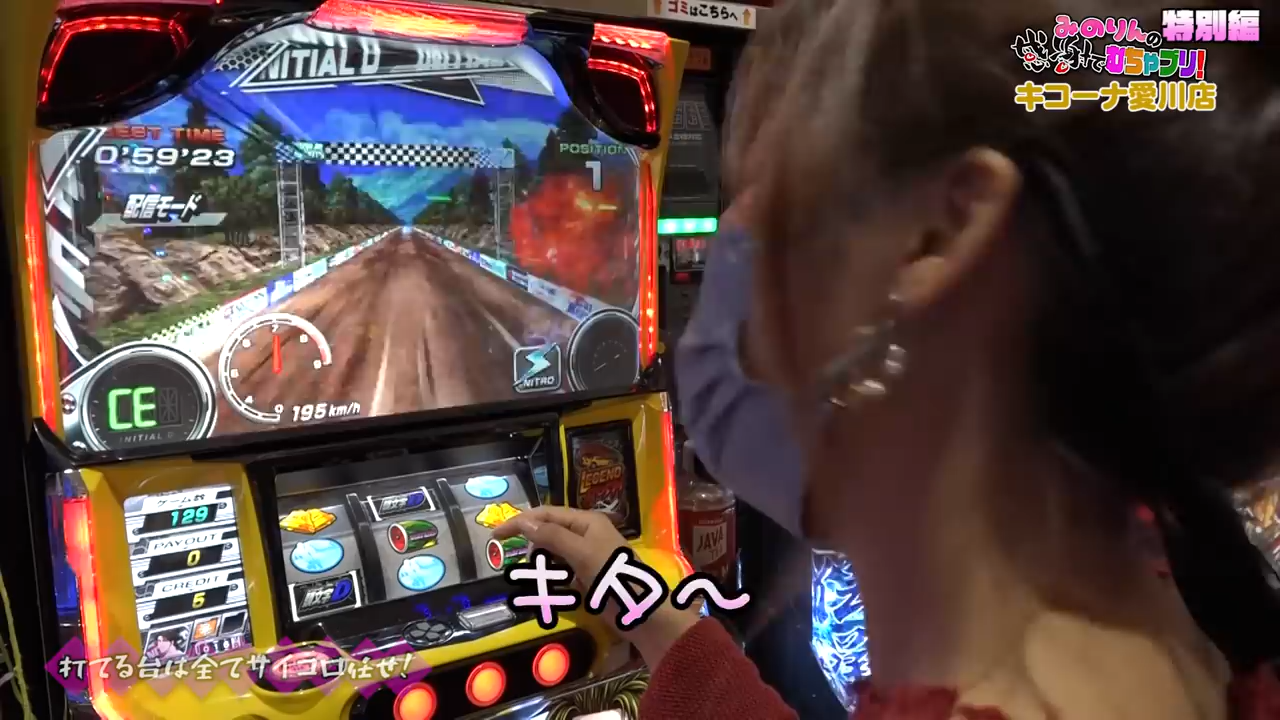 ゴミはこちらへ
みのりんの特別編
感謝でむちゃブリ!
キコーナ愛川店
INITIAL D
BEST TIME
0'59"23
POSITION
1
配信モード
NITRO
195 km/h
CE
INITIAL D
LEGEND
ゲーム数
129
PAYOUT
0
CREDIT
5
JAVA
キタ〜
打てる台は全てサイコロ任せ!